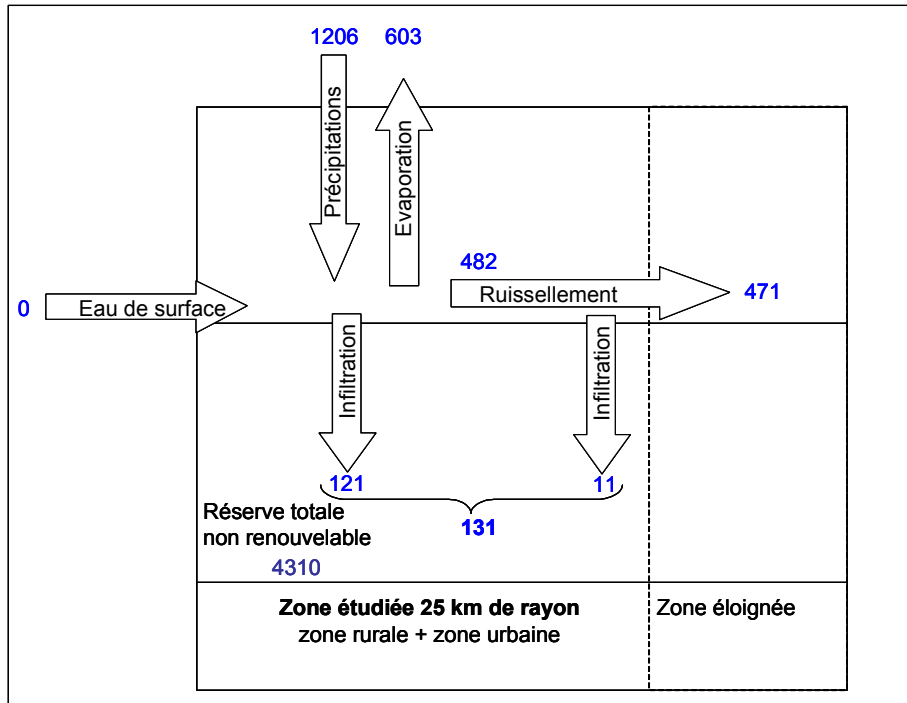 1206 603
Précipitations
Evaporation
482
0
Eau de surface
Ruissellement
471
Infiltration
Infiltration
121
11
131
Réserve totale
non renouvelable
4310
Zone étudiée 25 km de rayon
zone rurale + zone urbaine
Zone éloignée